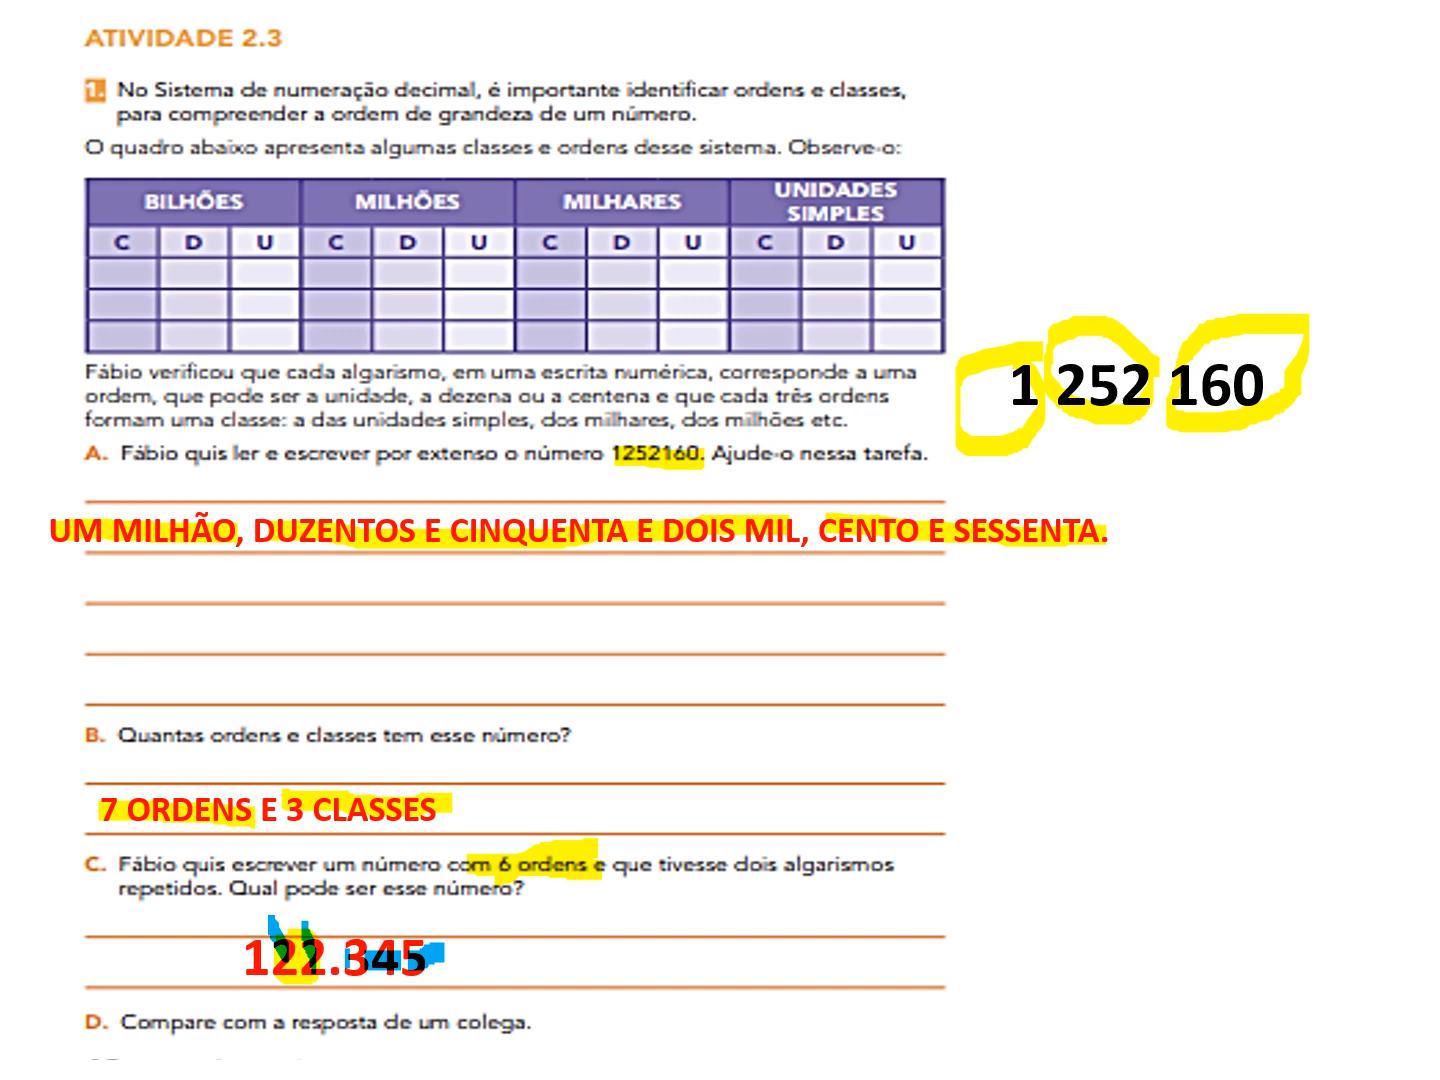 ATIVIDADE 2.3
1. No Sistema de numeração decimal, é importante identificar ordens e classes,
para compreender a ordem de grandeza de um número.
O quadro abaixo apresenta algumas classes e ordens desse sistema. Observe-o:
BILHÕES MILHÕES MILHARES UNIDADES
SIMPLES
C D U C D U C D U C D U
Fábio verificou que cada algarismo, em uma escrita numérica, corresponde a uma
ordem, que pode ser a unidade, a dezena ou a centena e que cada três ordens
formam uma classe: a das unidades simples, dos milhares, dos milhões etc.
1 252 160
A. Fábio quis ler e escrever por extenso o número 1252160. Ajude-o nessa tarefa.
UM MILHÃO, DUZENTOS E CINQUENTA E DOIS MIL, CENTO E SESSENTA.
B. Quantas ordens e classes tem esse número?
7 ORDENS E 3 CLASSES
C. Fábio quis escrever um número com 6 ordens e que tivesse dois algarismos
repetidos. Qual pode ser esse número?
122.345
D. Compare com a resposta de um colega.